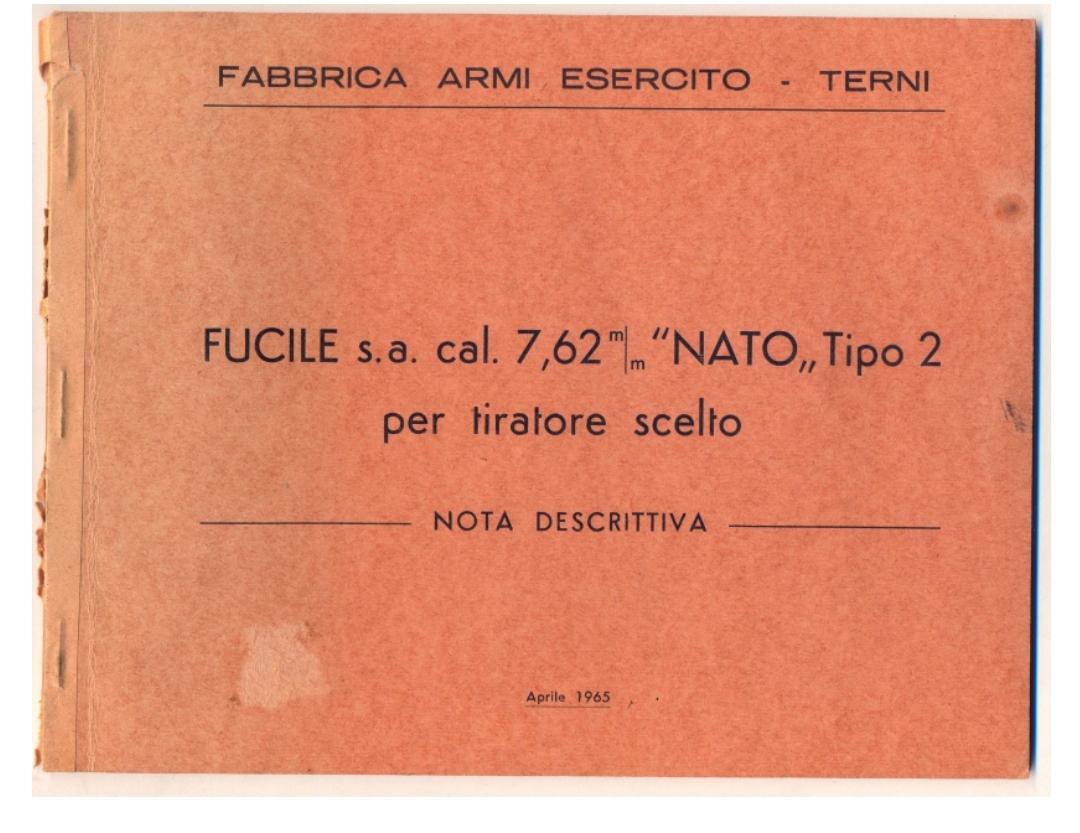 FABBRICA ARMI ESERCITO - TERNI
FUCILE s.a. cal. 7,62 m|m “NATO„ Tipo 2
per tiratore scelto
NOTA DESCRITTIVA
Aprile 1965